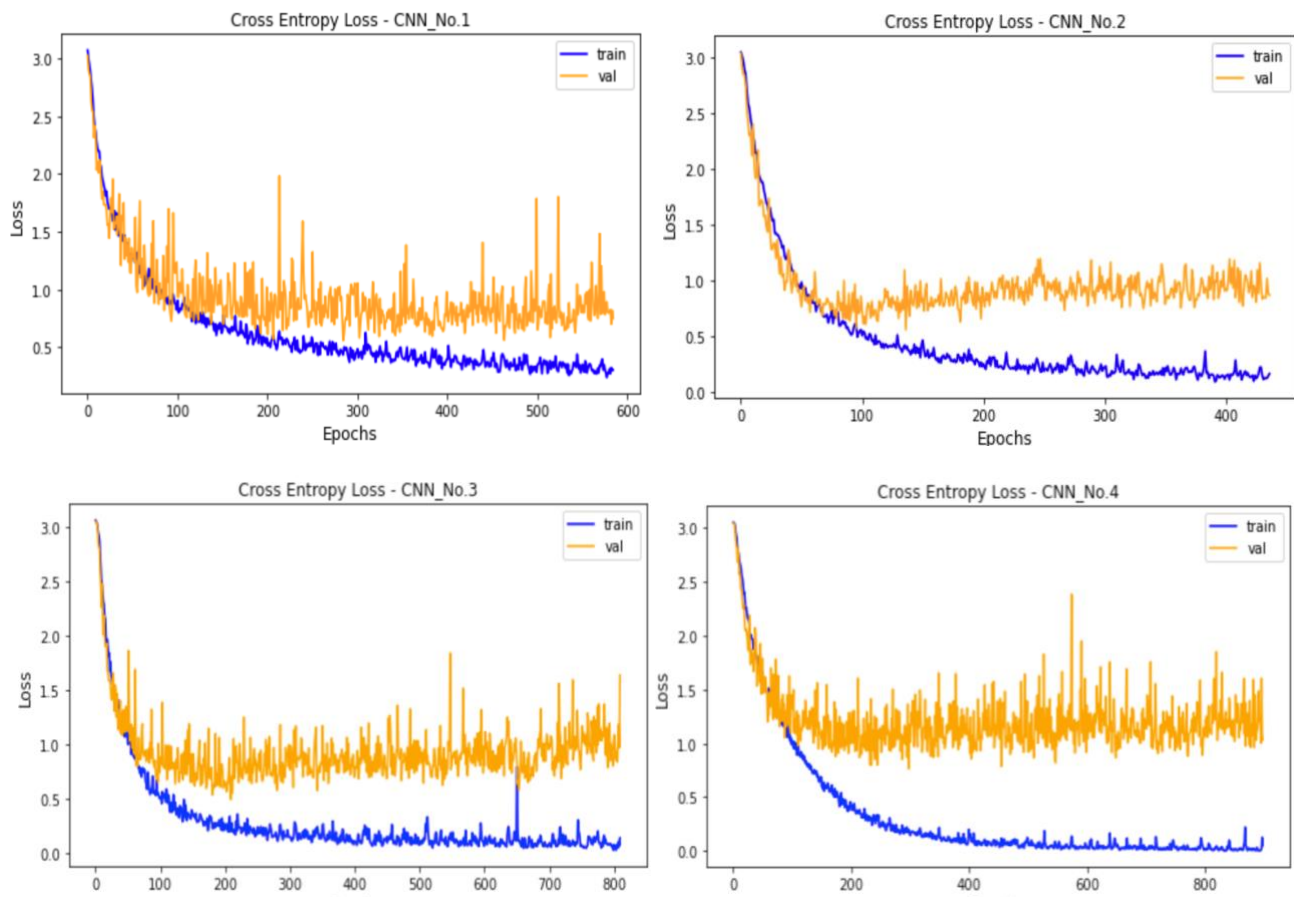 Cross Entropy Loss - CNN_No.1
train
val
3.0
2.5
2.0
1.5
1.0
0.5
Loss
0 100 200 300 400 500 600
Epochs
Cross Entropy Loss - CNN_No.2
train
val
3.0
2.5
2.0
1.5
1.0
0.5
0.0
Loss
0 100 200 300 400
Epochs
Cross Entropy Loss - CNN_No.3
train
val
3.0
2.5
2.0
1.5
1.0
0.5
0.0
Loss
0 100 200 300 400 500 600 700 800
Cross Entropy Loss - CNN_No.4
train
val
3.0
2.5
2.0
1.5
1.0
0.5
0.0
Loss
0 200 400 600 800